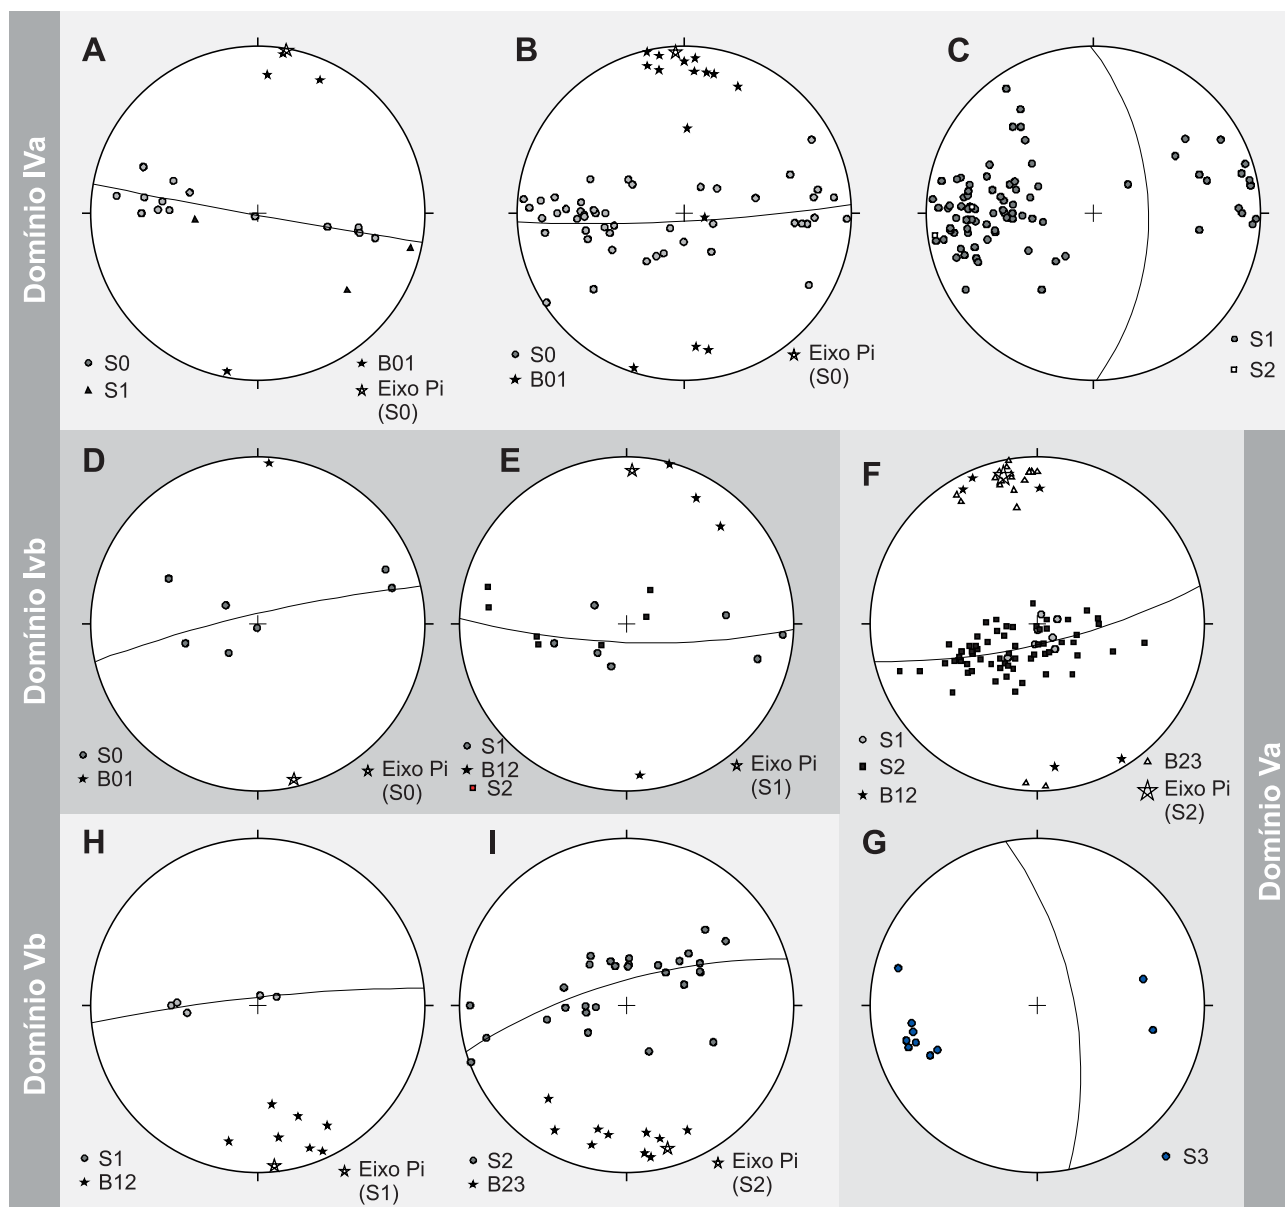 Domínio IVa
A
S0
S1
B01
Eixo Pi
(S0)
B
S0
B01
Eixo Pi
(S0)
C
S1
S2
Domínio Ivb
D
S0
B01
Eixo Pi
(S0)
E
S1
B12
S2
Eixo Pi
(S1)
Domínio Va
F
S1
S2
B12
B23
Eixo Pi
(S2)
G
S3
Domínio Vb
H
S1
B12
Eixo Pi
(S1)
I
S2
B23
Eixo Pi
(S2)